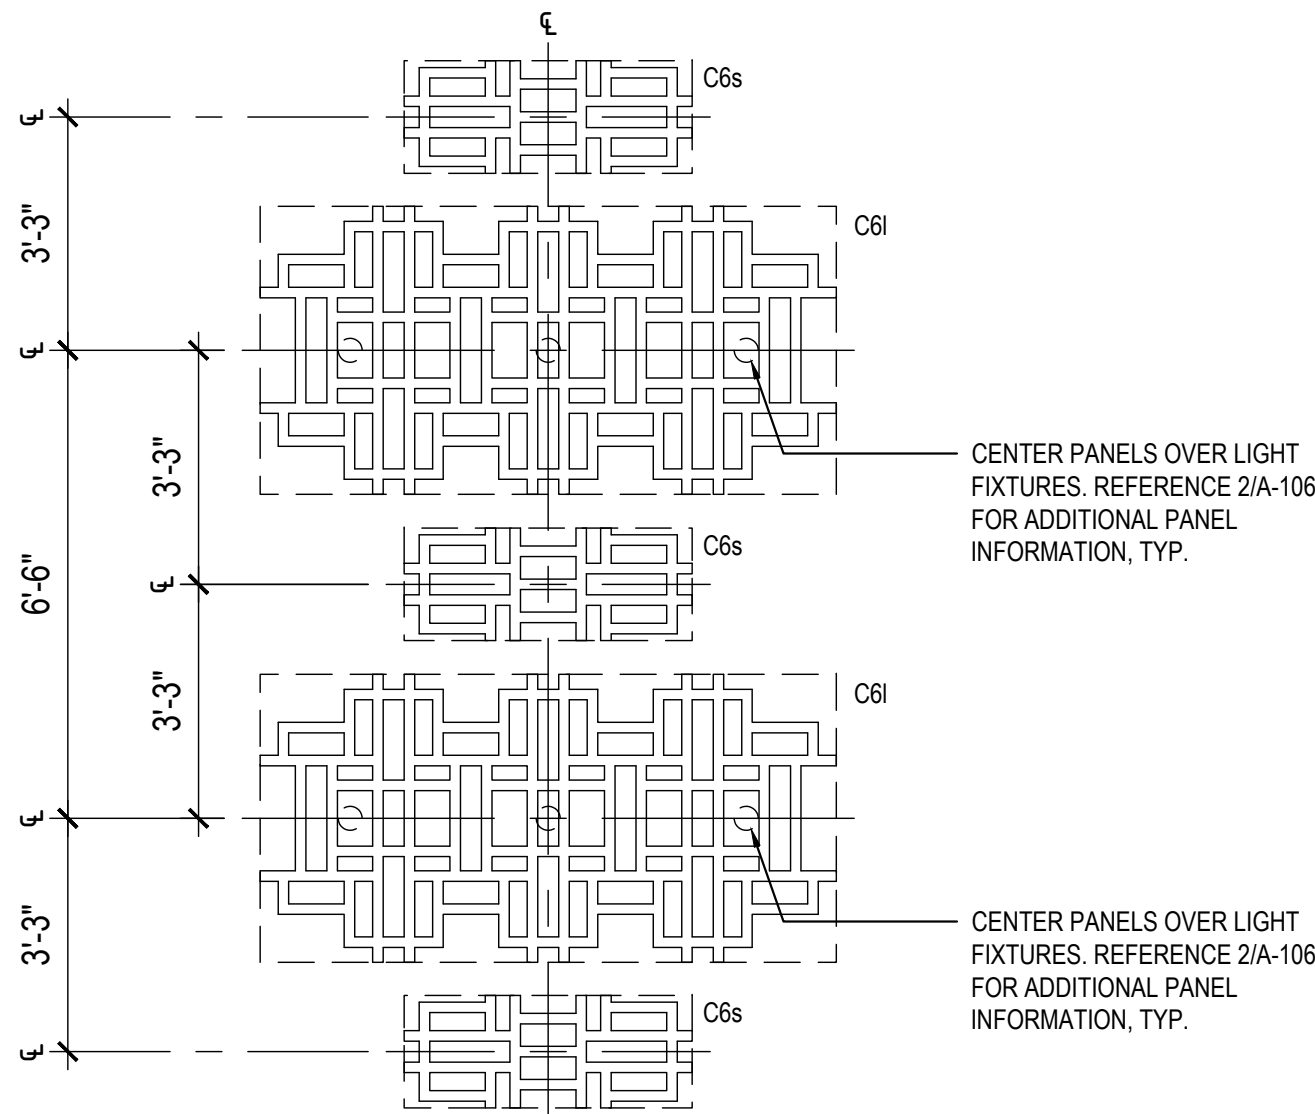 ℄
C6s
℄
3'-3"
C6l
℄
3'-3"
CENTER PANELS OVER LIGHT
FIXTURES. REFERENCE 2/A-106
FOR ADDITIONAL PANEL
INFORMATION, TYP.
C6s
6'-6"
℄
3'-3"
C6l
℄
3'-3"
CENTER PANELS OVER LIGHT
FIXTURES. REFERENCE 2/A-106
FOR ADDITIONAL PANEL
INFORMATION, TYP.
C6s
℄